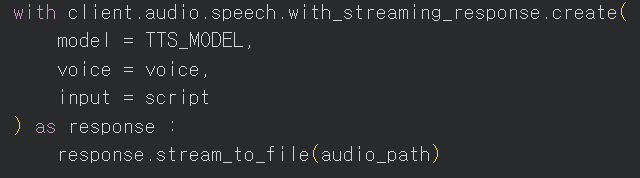 with client.audio.speech.with_streaming_response.create(
    model = TTS_MODEL,
    voice = voice,
    input = script
) as response :
    response.stream_to_file(audio_path)